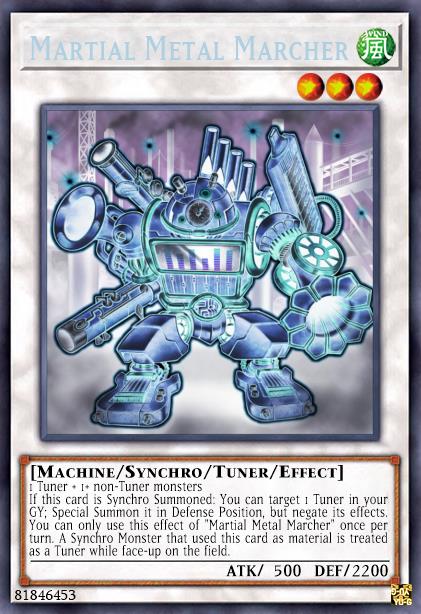 MARTIAL METAL MARCHER
WIND
風
[MACHINE/SYNCHRO/TUNER/EFFECT]
1 Tuner + 1+ non-Tuner monsters
If this card is Synchro Summoned: You can target 1 Tuner in your
GY; Special Summon it in Defense Position, but negate its effects.
You can only use this effect of "Martial Metal Marcher" once per
turn. A Synchro Monster that used this card as material is treated
as a Tuner while face-up on the field.
ATK/ 500 DEF/2200
81846453